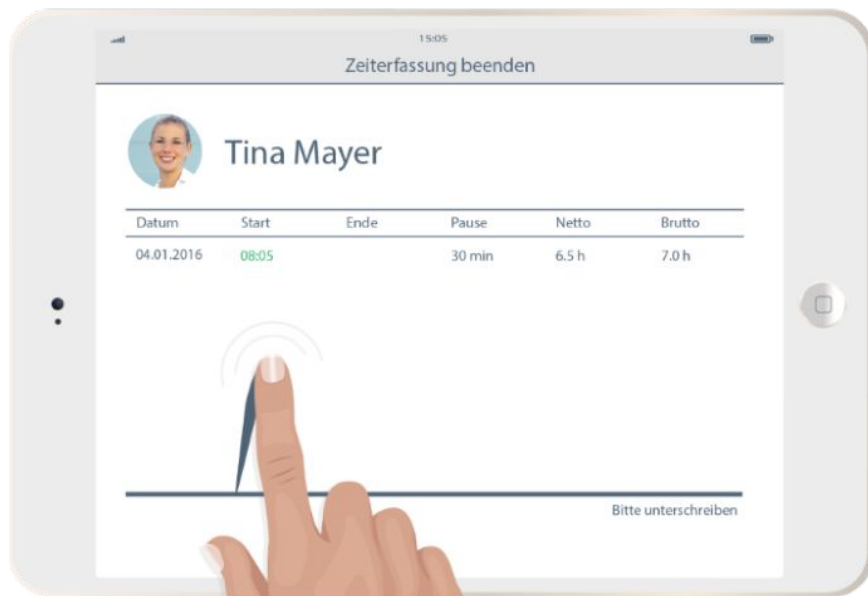 15:05
Zeiterfassung beenden
Tina Mayer
Datum Start Ende Pause Netto Brutto
04.01.2016 08:05 30 min 6.5 h 7.0 h
Bitte unterschreiben